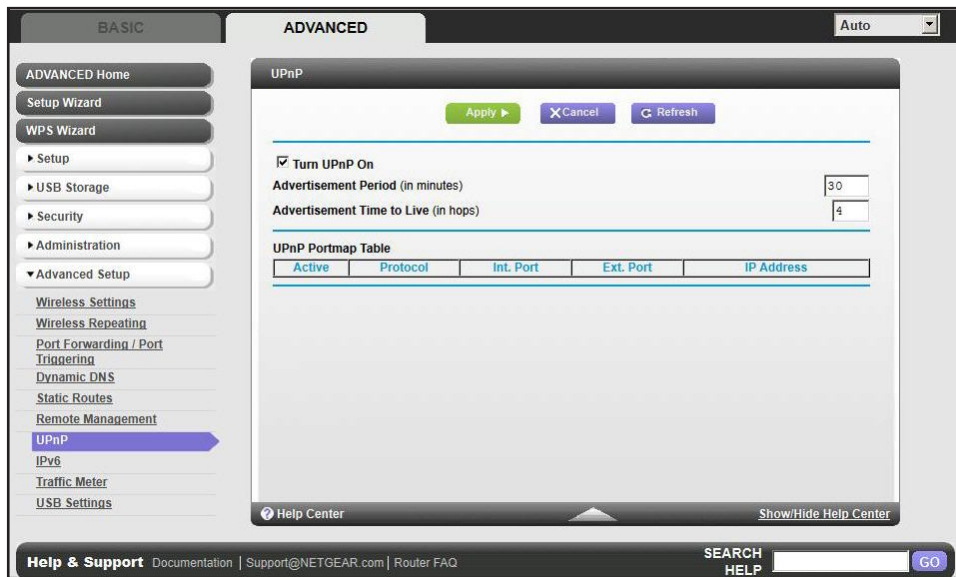 BASIC
ADVANCED
Auto
ADVANCED Home
Setup Wizard
WPS Wizard
Setup
USB Storage
Security
Administration
Advanced Setup
Wireless Settings
Wireless Repeating
Port Forwarding / Port
Triggering
Dynamic DNS
Static Routes
Remote Management
UPnP
IPv6
Traffic Meter
USB Settings
UPnP
Apply
Cancel
Refresh
Turn UPnP On
Advertisement Period (in minutes)
30
Advertisement Time to Live (in hops)
4
UPnP Portmap Table
Active Protocol Int. Port Ext. Port IP Address
Help Center
Show/Hide Help Center
Help & Support Documentation | Support@NETGEAR.com | Router FAQ
SEARCH
HELP
GO